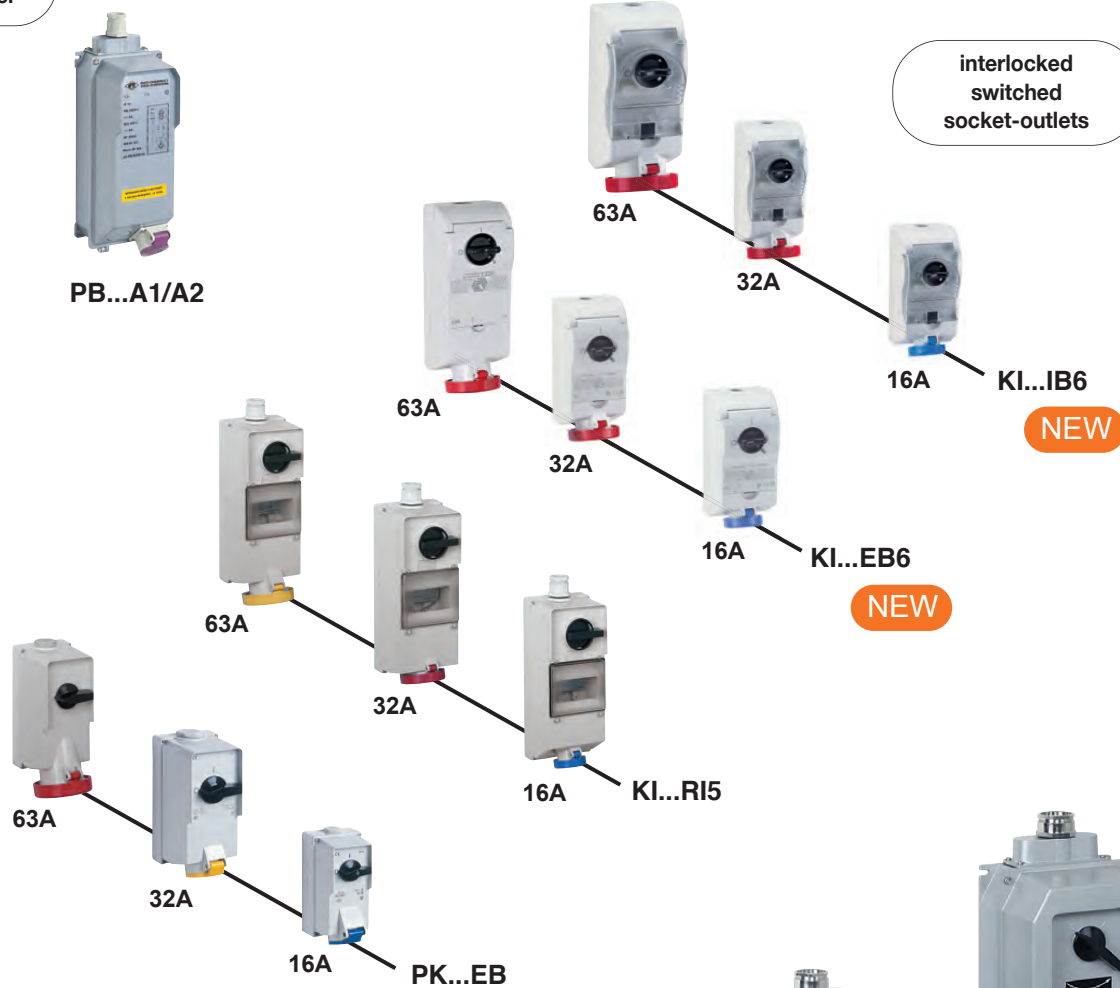 interlocked
switched
socket-outlets
PB...A1/A2
63A
32A
16A
KI...IB6
NEW
63A
32A
16A
KI...EB6
NEW
63A
32A
16A
KI...RI5
63A
32A
16A
PK...EB